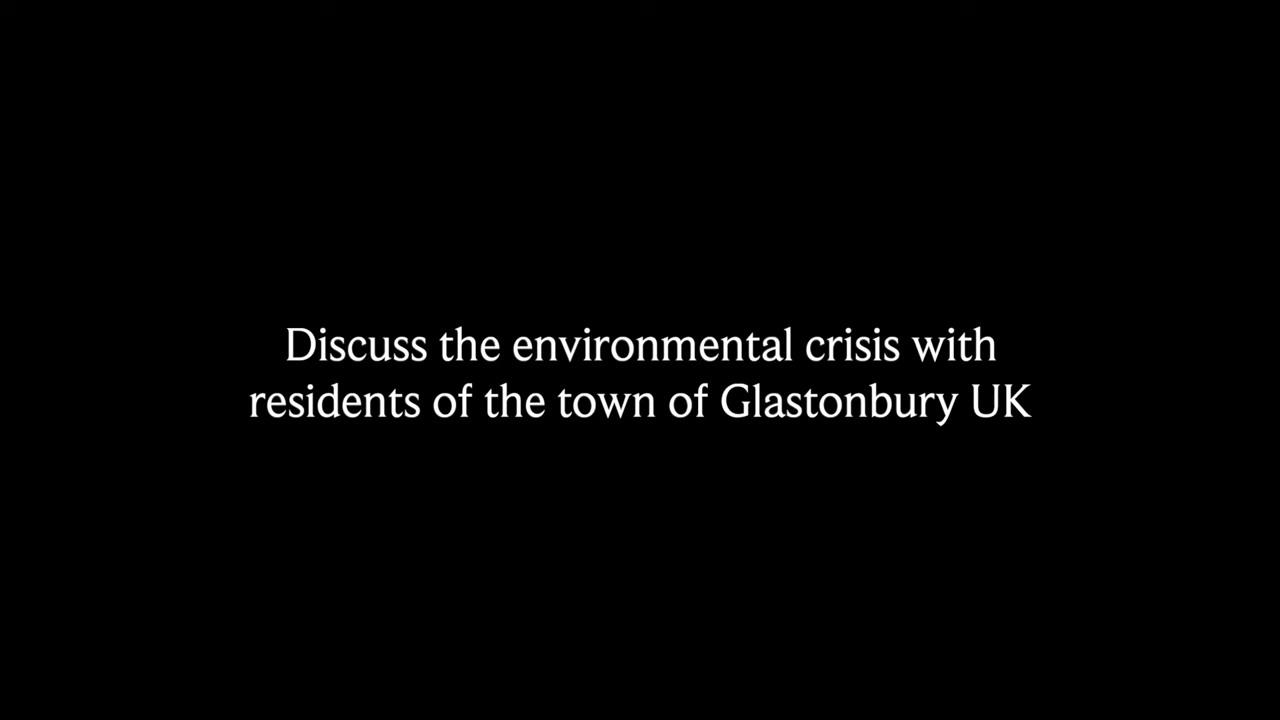 Discuss the environmental crisis with
residents of the town of Glastonbury UK